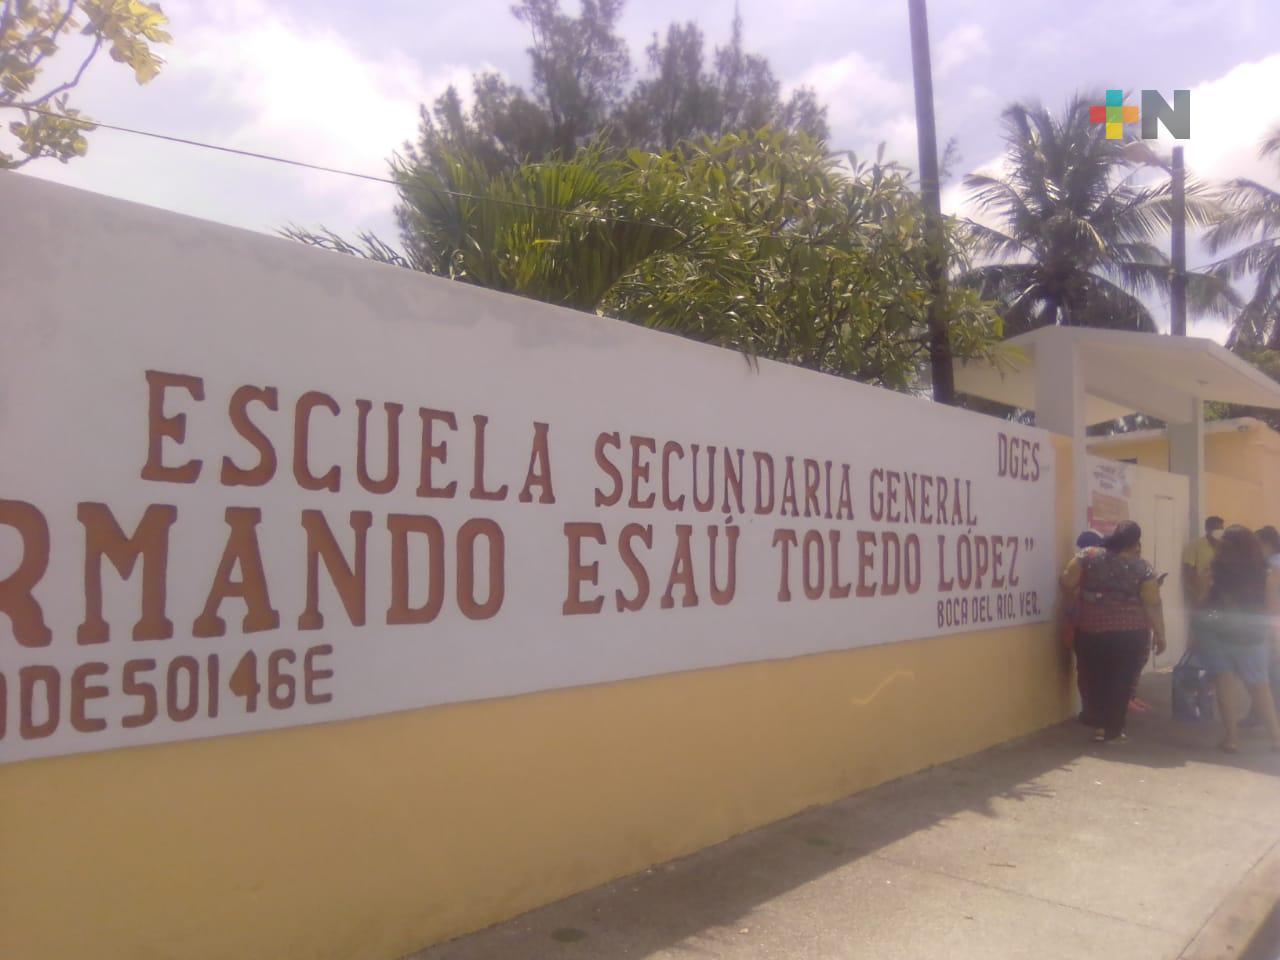 +N
DGES
ESCUELA SECUNDARIA GENERAL
RMANDO ESAÚ TOLEDO LÓPEZ"
BOCA DEL RIO, VER.
DES0146E